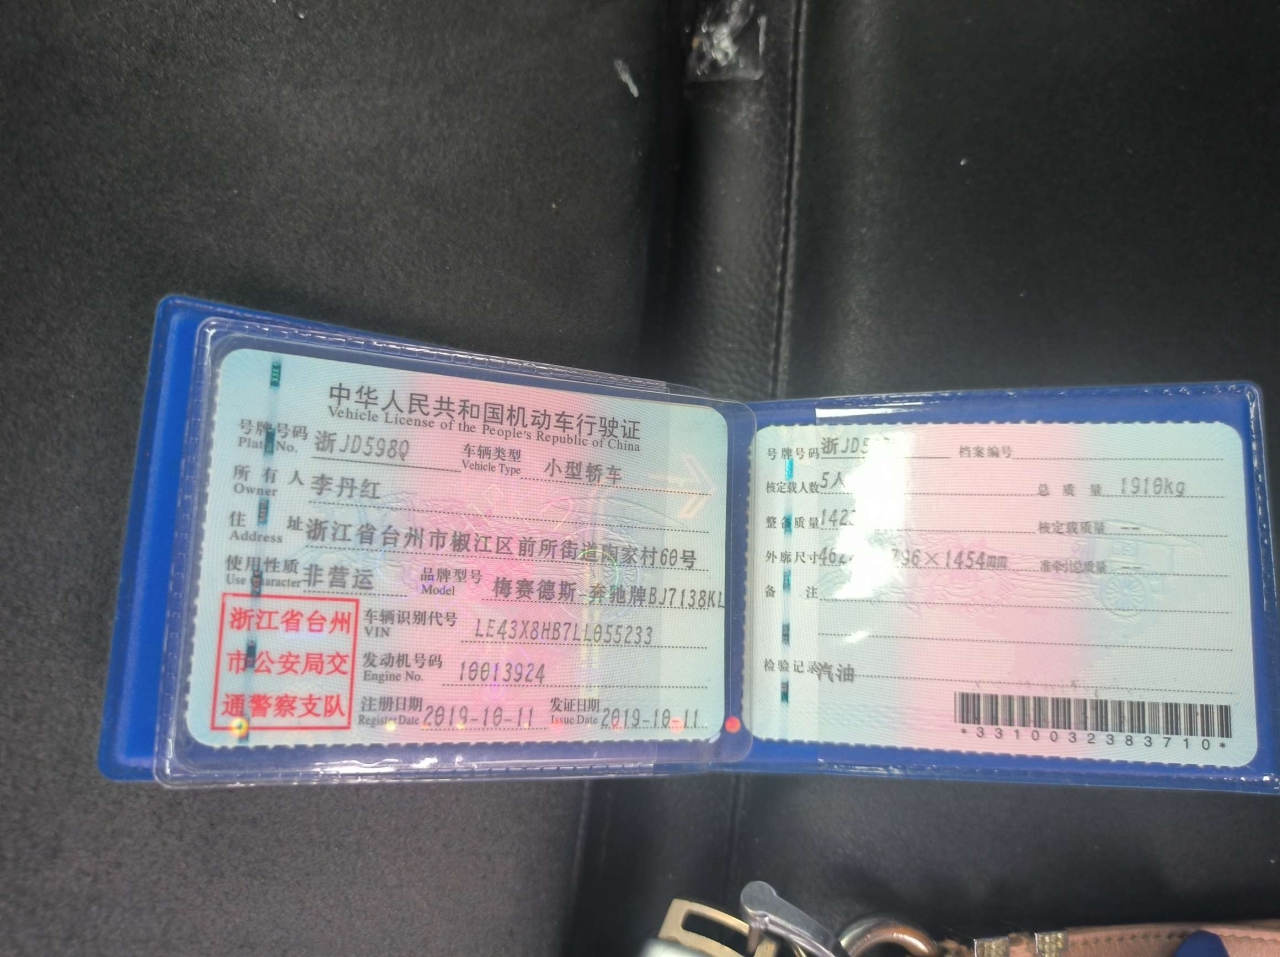 中华人民共和国机动车行驶证
Vehicle License of the People's Republic of China
号牌号码 浙JD598Q 车辆类型 小型轿车
Plate No. Vehicle Type
所有人 李丹红
Owner
住址 浙江省台州市椒江区前所街道陶家村60号
Address
使用性质 非营运 品牌型号 梅赛德斯-奔驰牌BJ7138KL
Use Character Model
浙江省台州
市公安局交
通警察支队
车辆识别代号 LE43X8HB7LL055233
VIN
发动机号码 10013924
Engine No.
注册日期 2019-10-11 发证日期 2019-10-11
Register Date Issue Date
号牌号码 浙JD5 档案编号
核定载人数 5人 总质量 1910kg
整备质量 142 核定载质量 --
外廓尺寸 46 96×1454mm 准牵引总质量 --
备注
检验记录 汽油
*3310032383710*